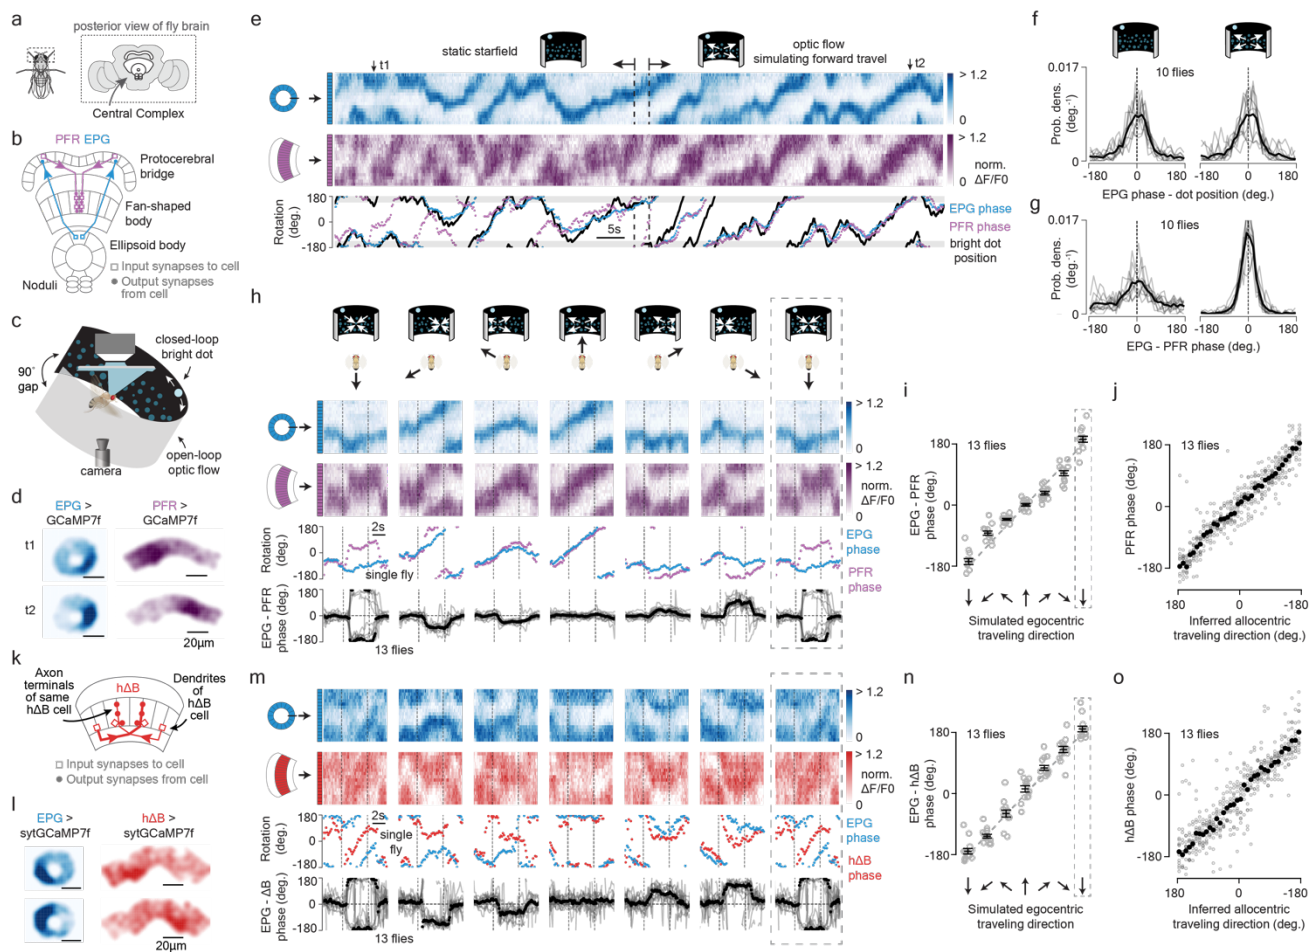 a
posterior view of fly brain
Central Complex
b
PFR EPG
Protocerebral
bridge
Fan-shaped
body
Ellipsoid body
Input synapses to cell
Output synapses
from cell
Noduli
c
closed-loop
bright dot
90°
gap
open-loop
optic flow
camera
d
EPG >
GCaMP7f
PFR >
GCaMP7f
t1
t2
20μm
e
static starfield
optic flow
simulating forward travel
t1
t2
> 1.2
0
> 1.2
norm.
ΔF/F0
0
Rotation
(deg.)
180
0
-180
5s
EPG phase
PFR phase
bright dot
position
f
Prob. dens.
(deg.-1)
0.017
0
10 flies
-180
0
180
-180
0
180
EPG phase - dot position (deg.)
g
Prob. dens.
(deg.-1)
0.017
0
10 flies
-180
0
180
-180
0
180
EPG - PFR phase (deg.)
h
> 1.2
0
> 1.2
norm.
ΔF/F0
0
Rotation
(deg.)
180
0
-180
2s
single fly
EPG
phase
PFR
phase
EPG - PFR
phase (deg.)
180
0
-180
13 flies
i
13 flies
EPG - PFR
phase (deg.)
180
0
-180
Simulated egocentric
traveling direction
j
13 flies
PFR phase (deg.)
180
0
-180
180
0
-180
Inferred allocentric
traveling direction (deg.)
k
Axon
terminals
of same
hΔB cell
hΔB
Dendrites
of
hΔB
cell
Input synapses to cell
Output synapses from cell
l
EPG >
sytGCaMP7f
hΔB >
sytGCaMP7f
20μm
m
> 1.2
0
> 1.2
norm.
ΔF/F0
0
Rotation
(deg.)
180
0
-180
2s
single
fly
EPG
phase
hΔB
phase
EPG - ΔB
phase (deg.)
180
0
-180
13 flies
n
13 flies
EPG - hΔB
phase (deg.)
180
0
-180
Simulated egocentric
traveling direction
o
13 flies
hΔB phase (deg.)
180
0
-180
180
0
-180
Inferred allocentric
traveling direction (deg.)